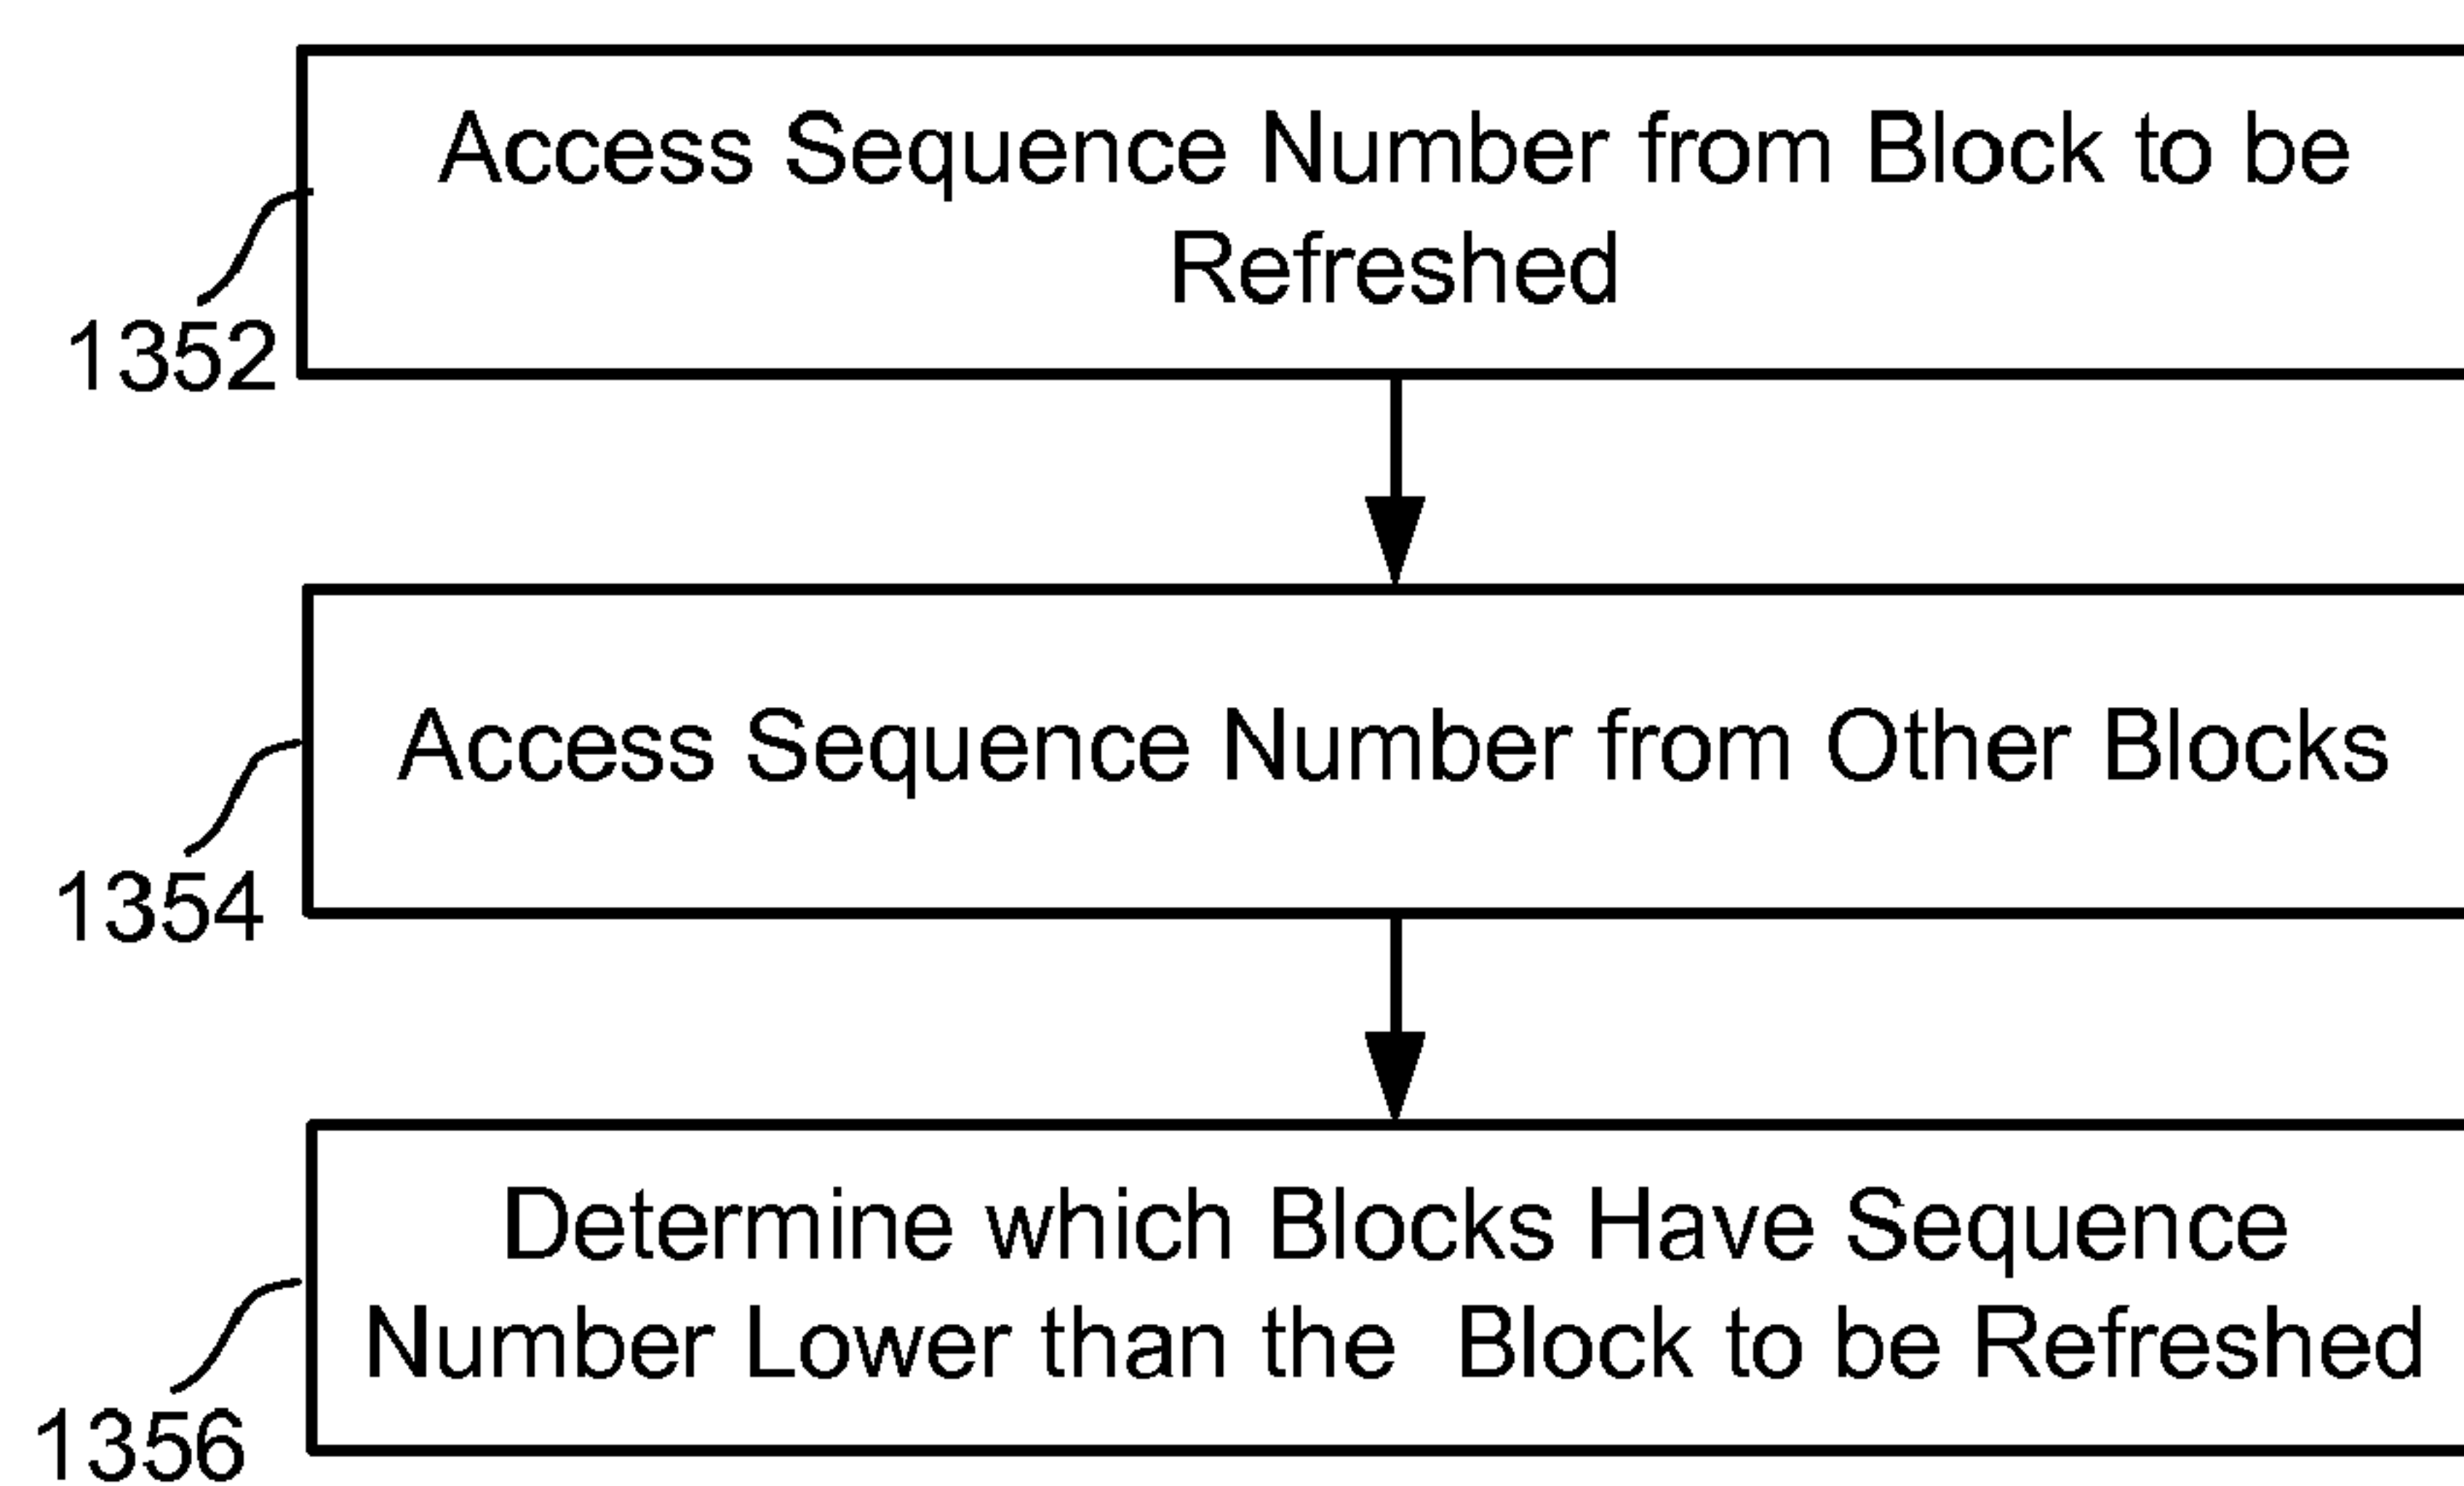 Access Sequence Number from Block to be
Refreshed
1352
Access Sequence Number from Other Blocks
1354
Determine which Blocks Have Sequence
Number Lower than the  Block to be Refreshed
1356